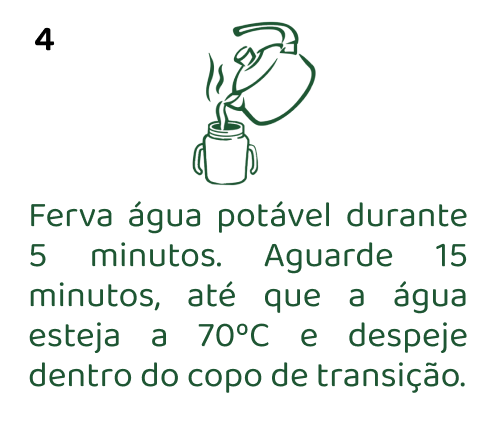 4
Ferva água potável durante
5 minutos. Aguarde 15
minutos, até que a água
esteja a 70ºC e despeje
dentro do copo de transição.